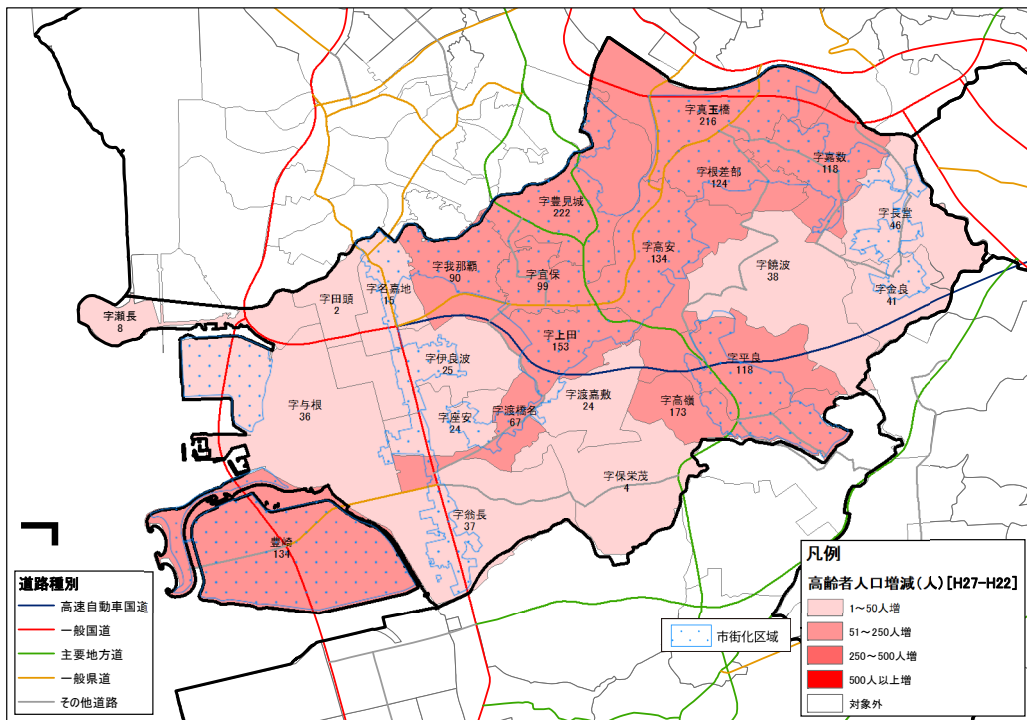 字真玉橋
216
字嘉数
118
字根差部
124
字豊見城
222
字長堂
46
字高安
134
字饒波
38
字我那覇
90
字宜保
99
字金良
41
字名嘉地
15
字田頭
2
字瀬長
8
字上田
153
字伊良波
25
字平良
118
字渡嘉敷
24
字高嶺
173
字与根
36
字座安
24
字渡橋名
67
字保栄茂
4
字翁長
37
豊崎
134
道路種別
高速自動車国道
一般国道
主要地方道
一般県道
その他道路
市街化区域
凡例
高齢者人口増減(人)[H27-H22]
1～50人増
51～250人増
250～500人増
500人以上増
対象外